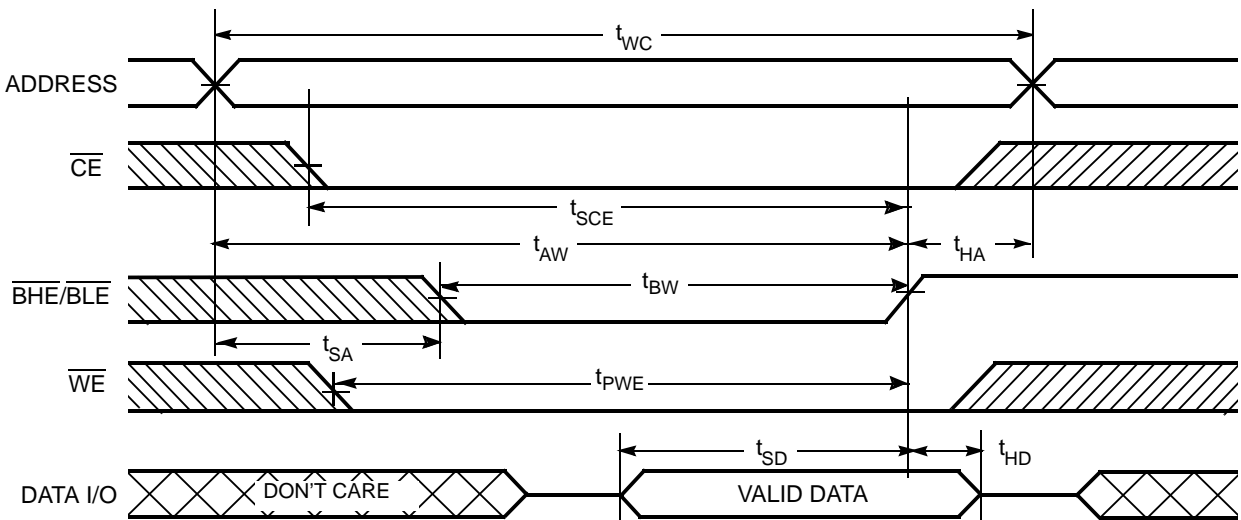 tWC
ADDRESS
CE
tSCE
tAW
tHA
BHE/BLE
tBW
tSA
WE
tPWE
tSD
tHD
DATA I/O
DON'T CARE
VALID DATA